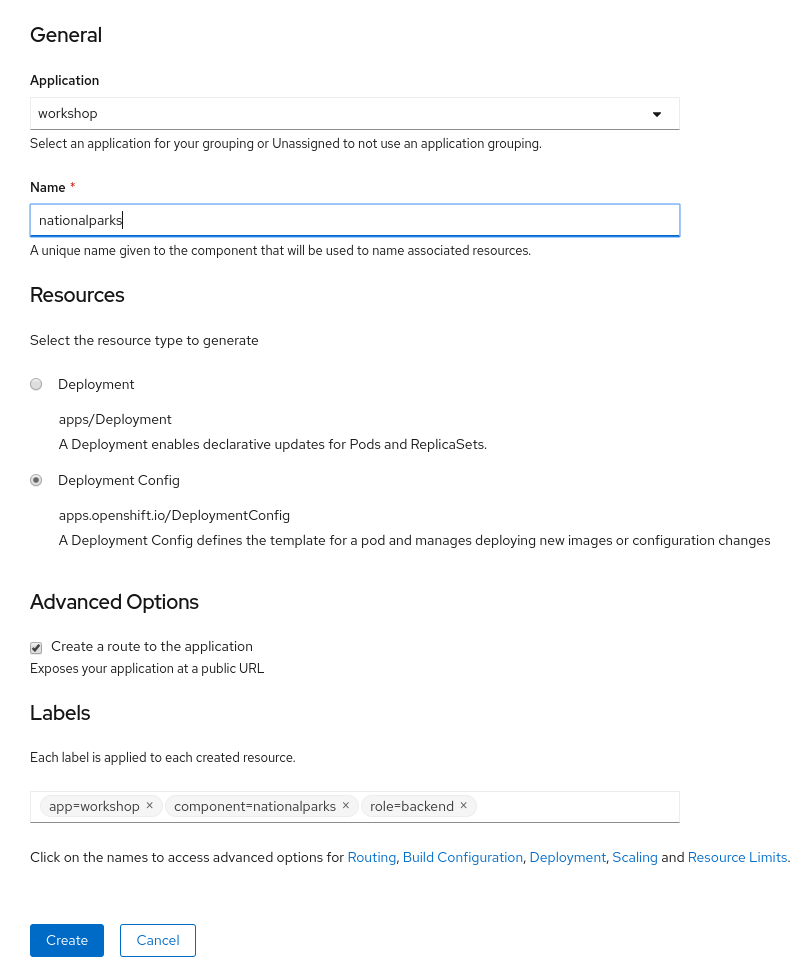 General
Application
workshop
Select an application for your grouping or Unassigned to not use an application grouping.
Name *
nationalparks
A unique name given to the component that will be used to name associated resources.
Resources
Select the resource type to generate
Deployment
apps/Deployment
A Deployment enables declarative updates for Pods and ReplicaSets.
Deployment Config
apps.openshift.io/DeploymentConfig
A Deployment Config defines the template for a pod and manages deploying new images or configuration changes
Advanced Options
Create a route to the application
Exposes your application at a public URL
Labels
Each label is applied to each created resource.
app=workshop × component=nationalparks × role=backend ×
Click on the names to access advanced options for Routing, Build Configuration, Deployment, Scaling and Resource Limits.
Create Cancel